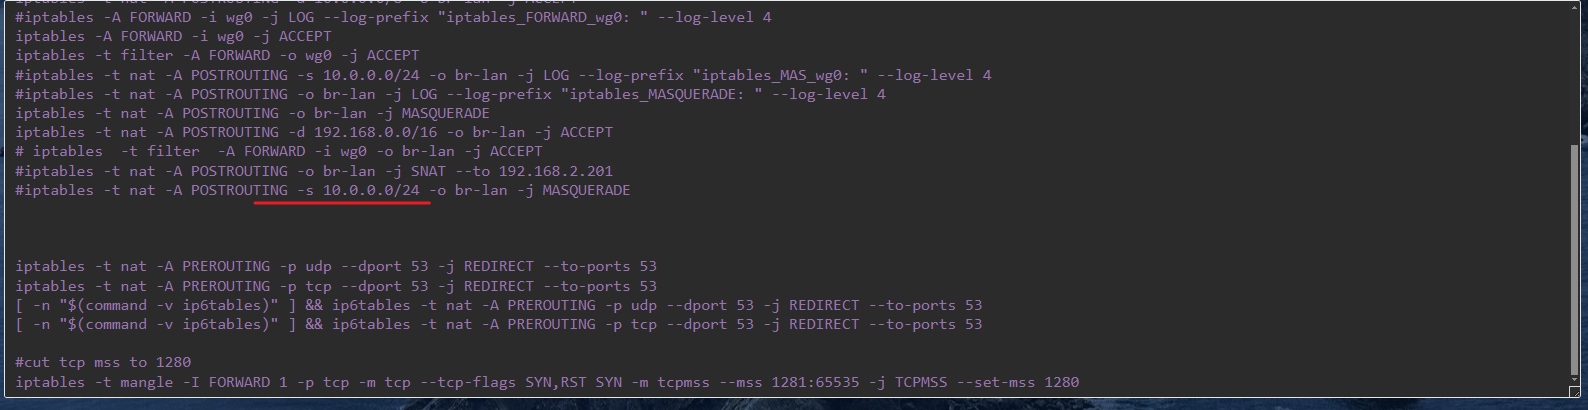 #iptables -A FORWARD -i wg0 -j LOG --log-prefix "iptables_FORWARD_wg0: " --log-level 4
iptables -A FORWARD -i wg0 -j ACCEPT
iptables -t filter -A FORWARD -o wg0 -j ACCEPT
#iptables -t nat -A POSTROUTING -s 10.0.0.0/24 -o br-lan -j LOG --log-prefix "iptables_MAS_wg0: " --log-level 4
#iptables -t nat -A POSTROUTING -o br-lan -j LOG --log-prefix "iptables_MASQUERADE: " --log-level 4
iptables -t nat -A POSTROUTING -o br-lan -j MASQUERADE
iptables -t nat -A POSTROUTING -d 192.168.0.0/16 -o br-lan -j ACCEPT
# iptables  -t filter  -A FORWARD -i wg0 -o br-lan -j ACCEPT
#iptables -t nat -A POSTROUTING -o br-lan -j SNAT --to 192.168.2.201
#iptables -t nat -A POSTROUTING -s 10.0.0.0/24 -o br-lan -j MASQUERADE
iptables -t nat -A PREROUTING -p udp --dport 53 -j REDIRECT --to-ports 53
iptables -t nat -A PREROUTING -p tcp --dport 53 -j REDIRECT --to-ports 53
[ -n "$(command -v ip6tables)" ] && ip6tables -t nat -A PREROUTING -p udp --dport 53 -j REDIRECT --to-ports 53
[ -n "$(command -v ip6tables)" ] && ip6tables -t nat -A PREROUTING -p tcp --dport 53 -j REDIRECT --to-ports 53
#cut tcp mss to 1280
iptables -t mangle -I FORWARD 1 -p tcp -m tcp --tcp-flags SYN,RST SYN -m tcpmss --mss 1281:65535 -j TCPMSS --set-mss 1280